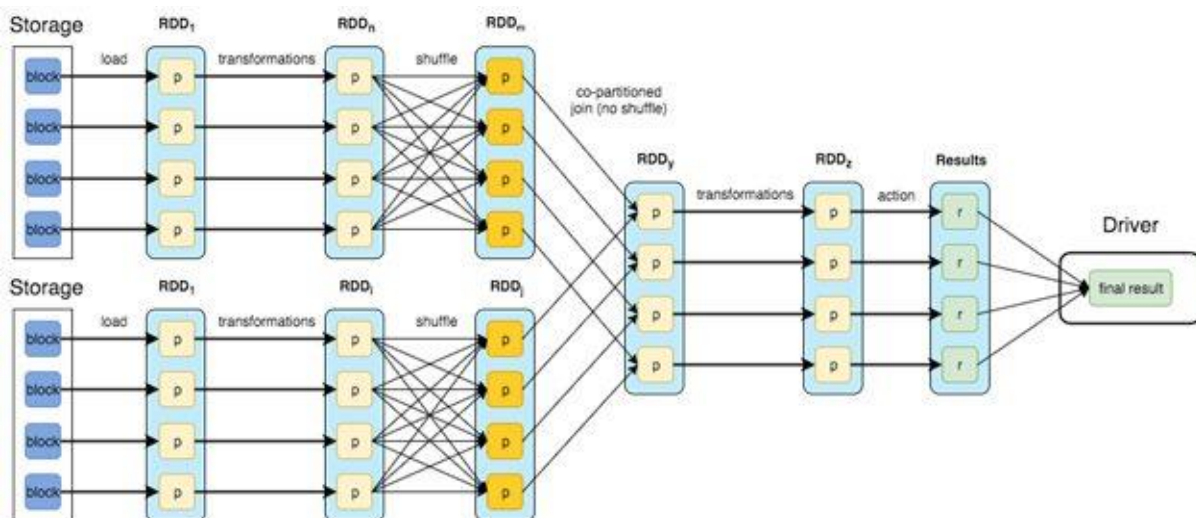 Storage
RDD1
RDDn
RDDm
load
transformations
shuffle
block
p
p
p
block
p
p
p
block
p
p
p
block
p
p
p
co-partitioned
join (no shuffle)
Storage
RDD1
RDDi
RDDj
load
transformations
shuffle
block
p
p
p
block
p
p
p
block
p
p
p
block
p
p
p
RDDy
RDDz
Results
transformations
action
p
p
r
p
p
r
p
p
r
p
p
r
Driver
final result